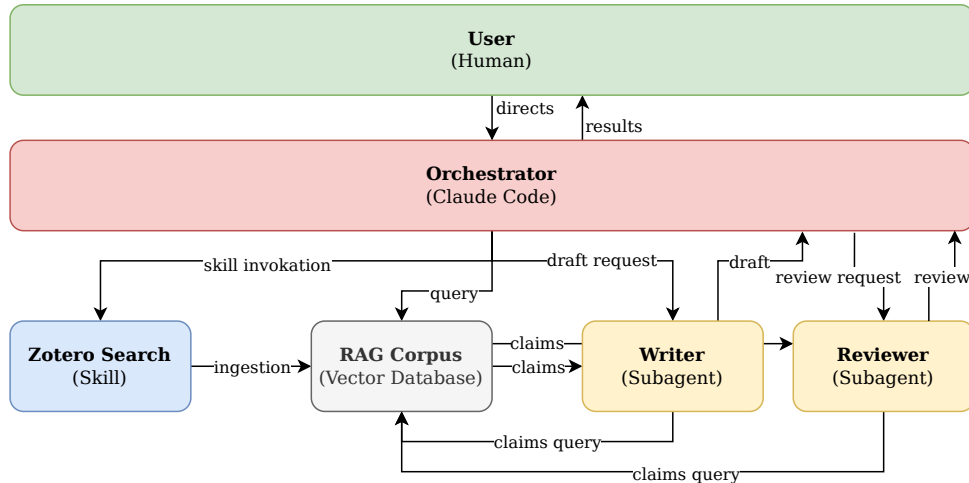 User
(Human)
directs
results
Orchestrator
(Claude Code)
skill invokation
draft request
draft
review request
review
query
Zotero Search
(Skill)
ingestion
RAG Corpus
(Vector Database)
claims
claims
Writer
(Subagent)
Reviewer
(Subagent)
claims query
claims query